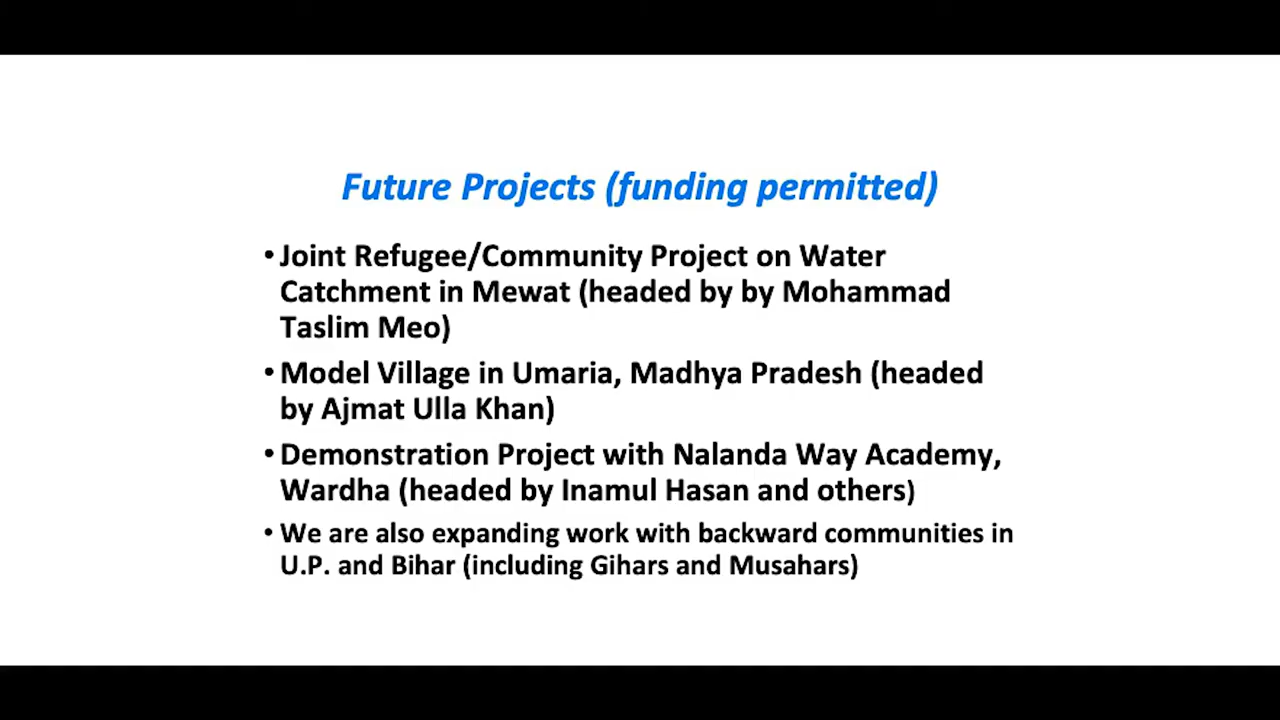 Future Projects (funding permitted)
•Joint Refugee/Community Project on Water
Catchment in Mewat (headed by by Mohammad
Taslim Meo)
•Model Village in Umaria, Madhya Pradesh (headed
by Ajmat Ulla Khan)
•Demonstration Project with Nalanda Way Academy,
Wardha (headed by Inamul Hasan and others)
•We are also expanding work with backward communities in
U.P. and Bihar (including Gihars and Musahars)